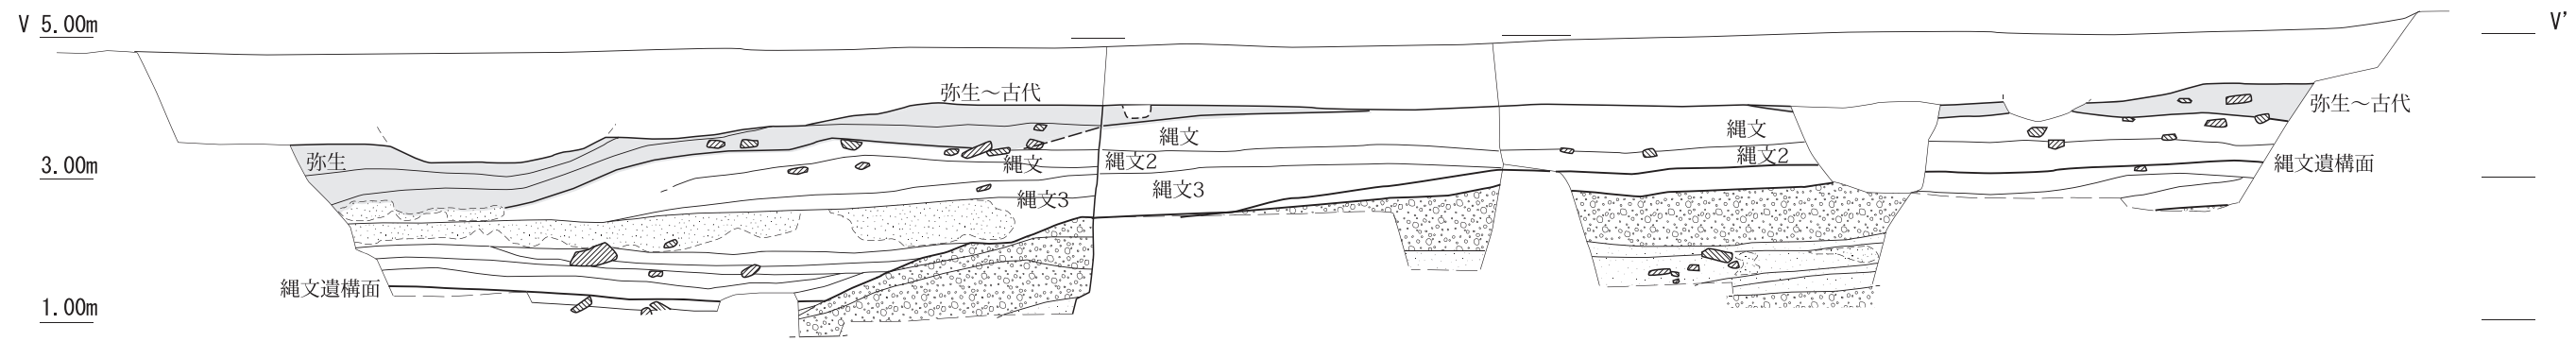 V 5.00m
V'
弥生～古代
弥生～古代
縄文
縄文
弥生
縄文
縄文2
縄文2
3.00m
縄文遺構面
縄文3
縄文3
縄文遺構面
1.00m